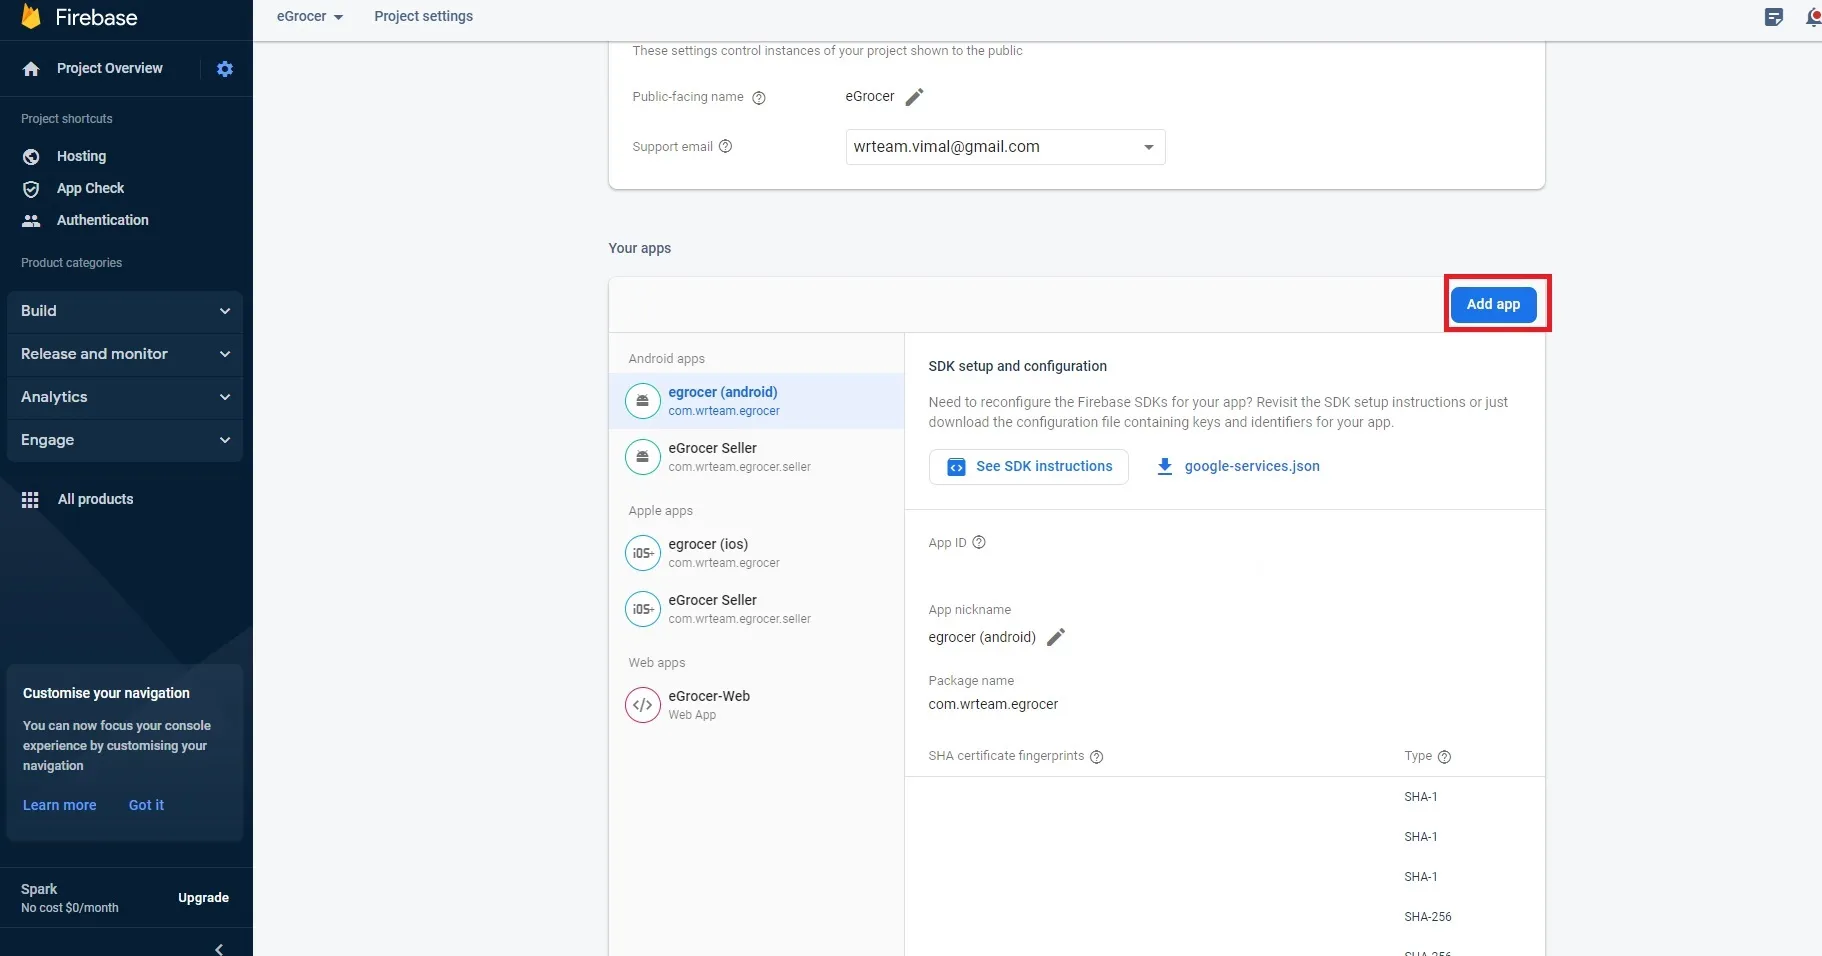 Firebase
eGrocer
Project settings
Project Overview
Project shortcuts
Hosting
App Check
Authentication
Product categories
Build
Release and monitor
Analytics
Engage
All products
Customise your navigation
You can now focus your console
experience by customising your
navigation
Learn more
Got it
Spark
No cost $0/month
Upgrade
These settings control instances of your project shown to the public
Public-facing name
eGrocer
Support email
wrteam.vimal@gmail.com
Your apps
Add app
Android apps
egrocer (android)
com.wrteam.egrocer
eGrocer Seller
com.wrteam.egrocer.seller
Apple apps
iOS+
egrocer (ios)
com.wrteam.egrocer
iOS+
eGrocer Seller
com.wrteam.egrocer.seller
Web apps
eGrocer-Web
Web App
SDK setup and configuration
Need to reconfigure the Firebase SDKs for your app? Revisit the SDK setup instructions or just
download the configuration file containing keys and identifiers for your app.
See SDK instructions
google-services.json
App ID
App nickname
egrocer (android)
Package name
com.wrteam.egrocer
SHA certificate fingerprints
Type
SHA-1
SHA-1
SHA-1
SHA-256
SHA-256